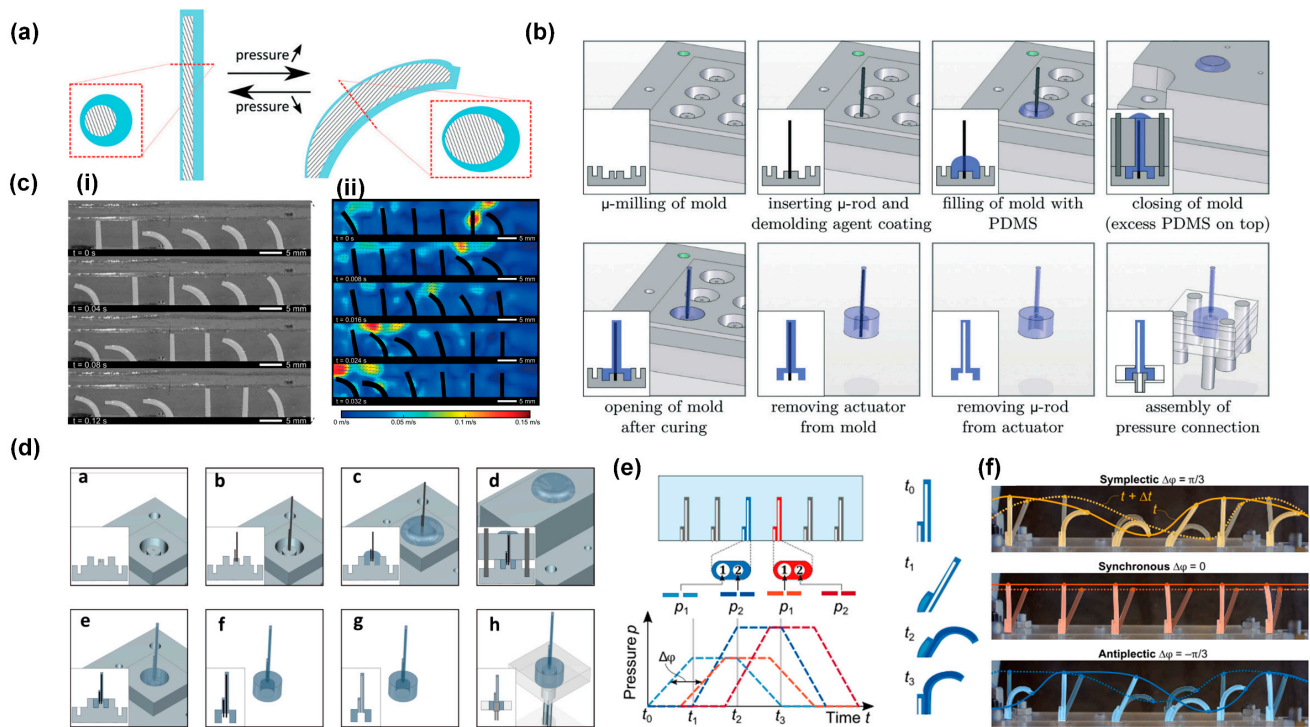 (a)
pressure
pressure
(b)
μ-milling of mold
inserting μ-rod and
demolding agent coating
filling of mold with
PDMS
closing of mold
(excess PDMS on top)
opening of mold
after curing
removing actuator
from mold
removing μ-rod
from actuator
assembly of
pressure connection
(c)
(i)
t = 0 s
5 mm
t = 0.04 s
5 mm
t = 0.08 s
5 mm
t = 0.12 s
5 mm
(ii)
t = 0 s
5 mm
t = 0.008 s
5 mm
t = 0.016 s
5 mm
t = 0.024 s
5 mm
t = 0.032 s
5 mm
0 m/s
0.05 m/s
0.1 m/s
0.15 m/s
(d)
a
b
c
d
e
f
g
h
(e)
1 2
1 2
p1 p2 p1 p2
Pressure p
Δφ
t0 t1 t2 t3
Time t
t0
t1
t2
t3
(f)
Symplectic Δφ = π/3
t + Δt
t
Synchronous Δφ = 0
Antiplectic Δφ = −π/3